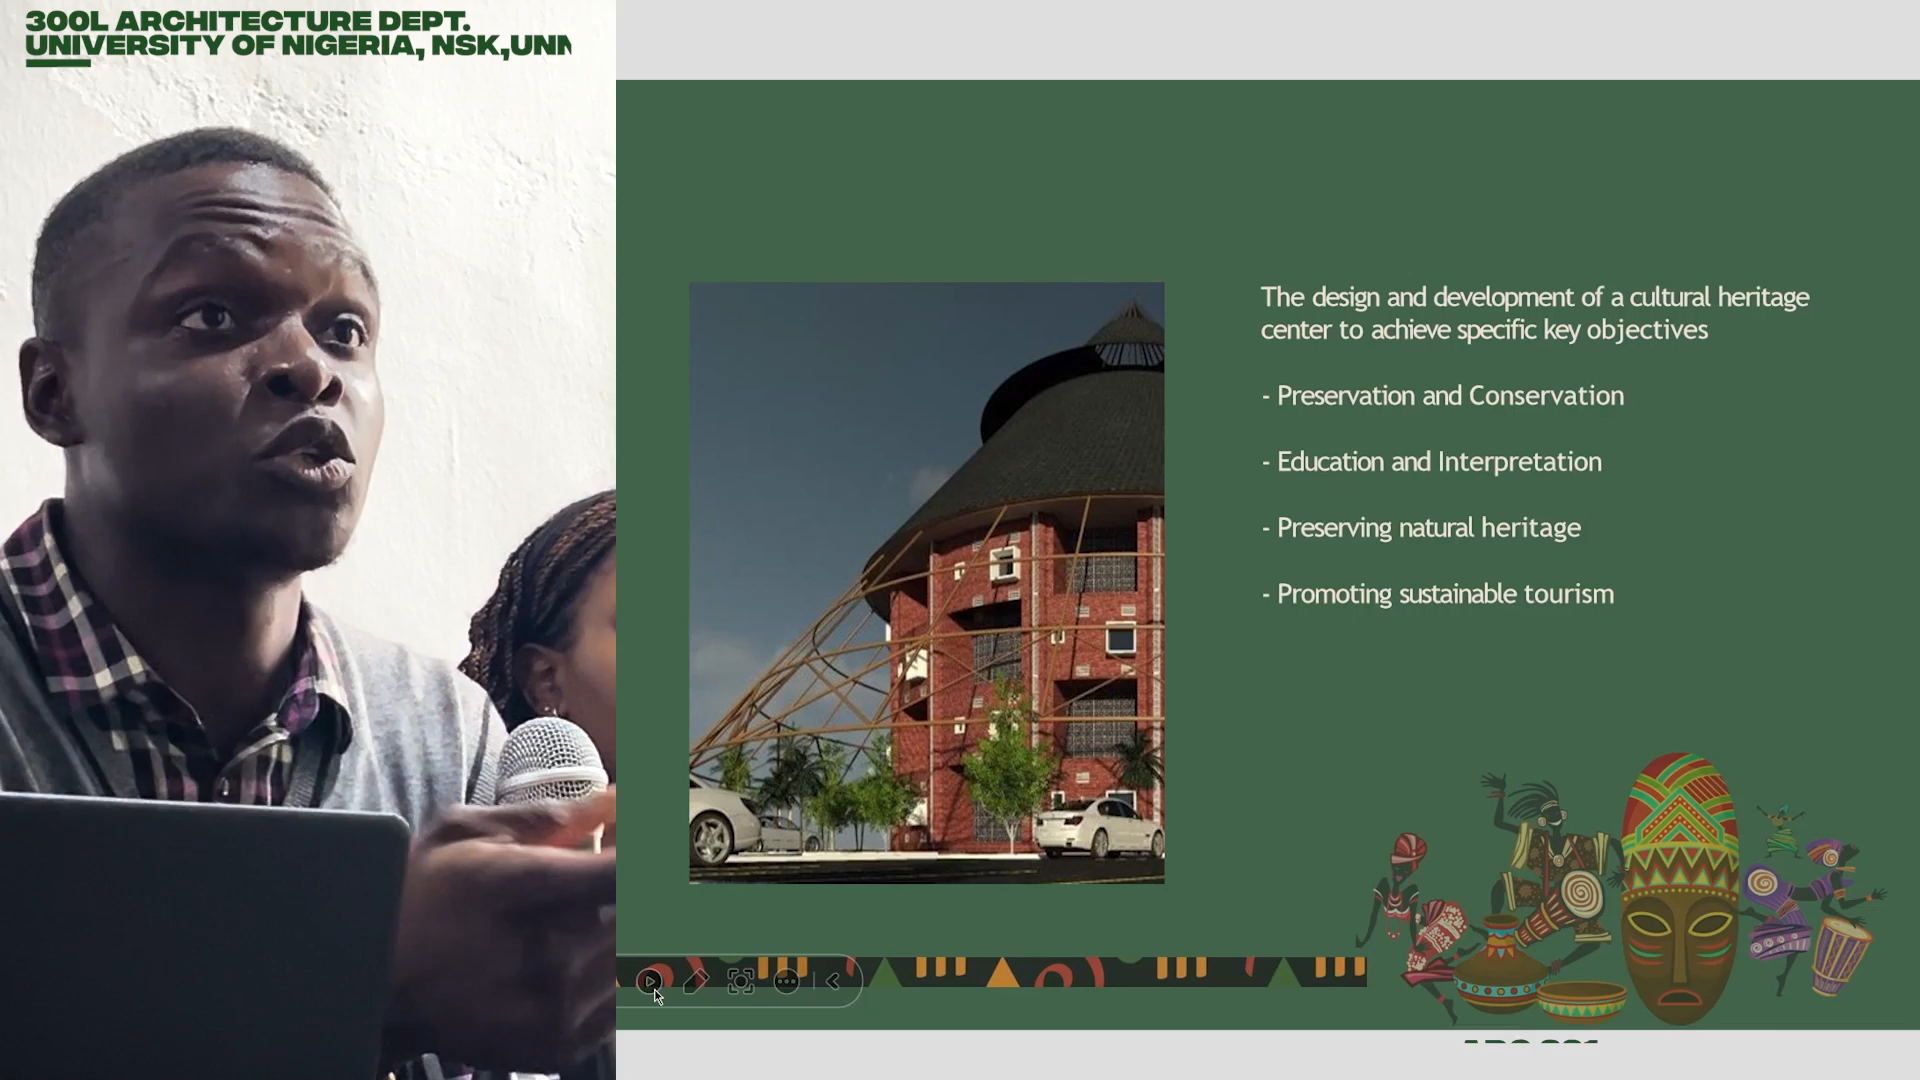 300L ARCHITECTURE DEPT.
UNIVERSITY OF NIGERIA, NSK,UNN
The design and development of a cultural heritage
center to achieve specific key objectives
- Preservation and Conservation
- Education and Interpretation
- Preserving natural heritage
- Promoting sustainable tourism